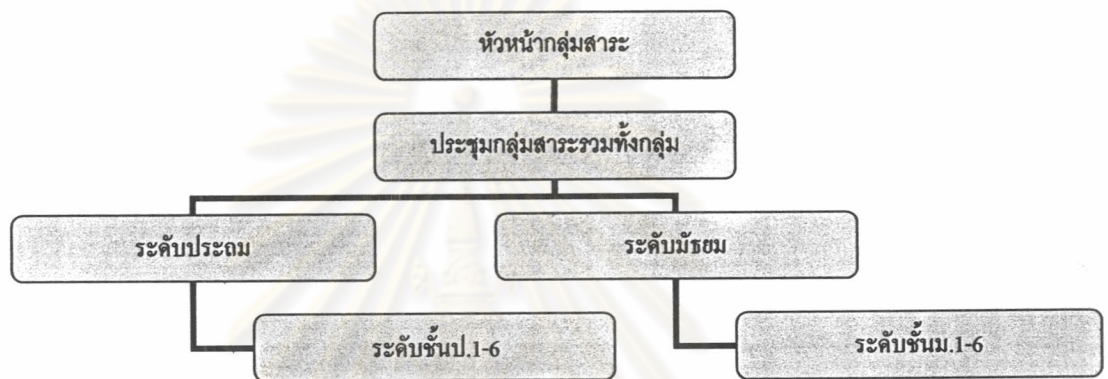 หัวหน้ากลุ่มสาระ
ประชุมกลุ่มสาระรวมทั้งกลุ่ม
ระดับประถม
ระดับมัธยม
ระดับชั้นป.1-6
ระดับชั้นม.1-6